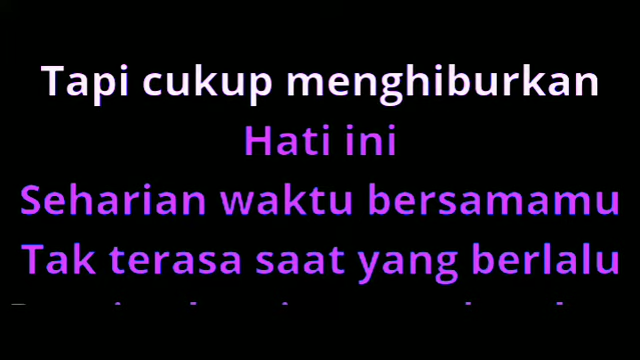 Tapi cukup menghiburkan
Hati ini
Seharian waktu bersamamu
Tak terasa saat yang berlalu